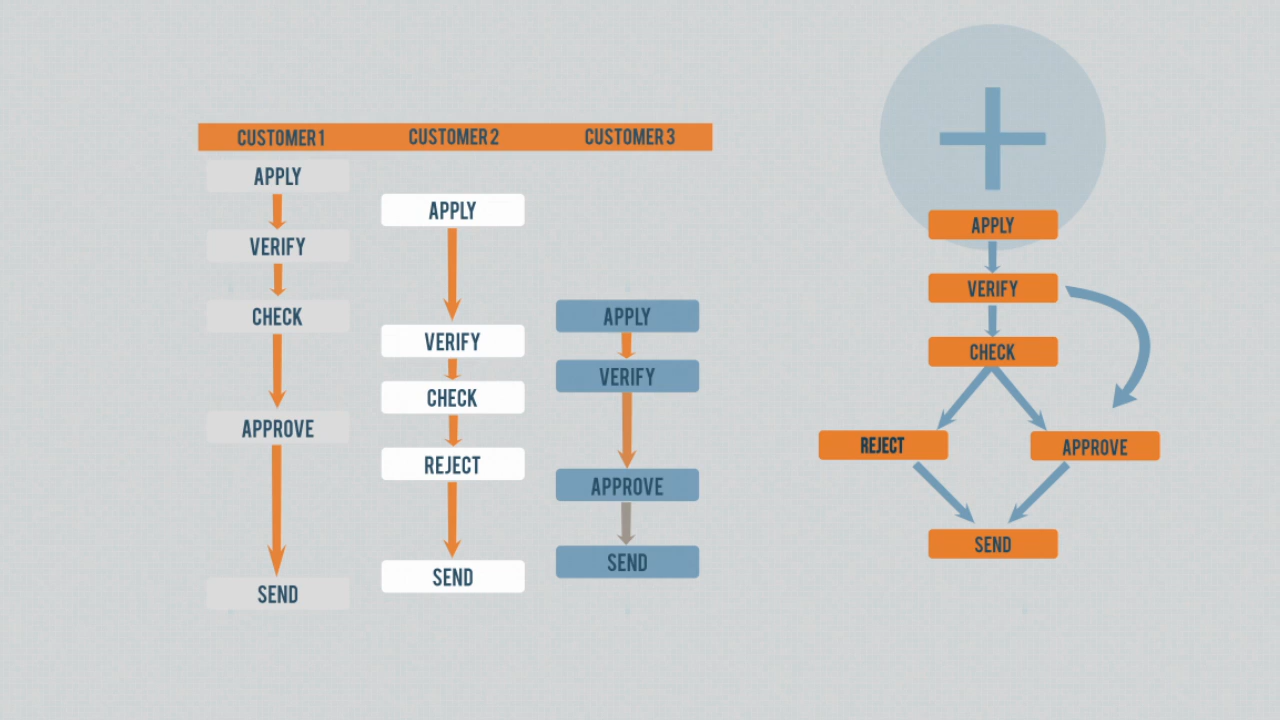 CUSTOMER 1
CUSTOMER 2
CUSTOMER 3
APPLY
VERIFY
CHECK
APPROVE
SEND
APPLY
VERIFY
CHECK
REJECT
SEND
APPLY
VERIFY
APPROVE
SEND
APPLY
VERIFY
CHECK
REJECT
APPROVE
SEND